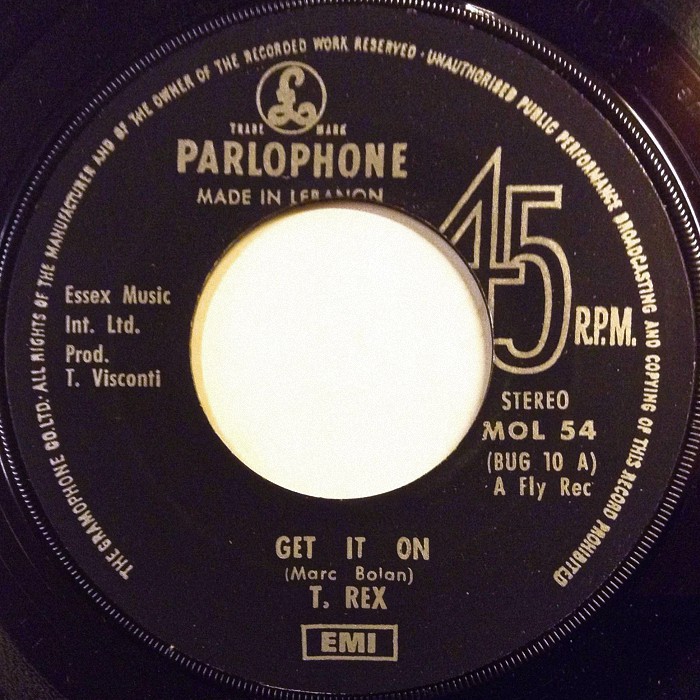 THE GRAMOPHONE CO.LTD. ALL RIGHTS OF THE MANUFACTURER AND OF THE OWNER OF THE RECORDED WORK RESERVED · UNAUTHORISED PUBLIC PERFORMANCE BROADCASTING AND COPYING OF THIS RECORD PROHIBITED
£
TRADE MARK
PARLOPHONE
MADE IN LEBANON
45
R.P.M.
Essex Music
Int. Ltd.
Prod.
T. Visconti
STEREO
MOL 54
(BUG 10 A)
A Fly Rec
GET IT ON
(Marc Bolan)
T. REX
EMI